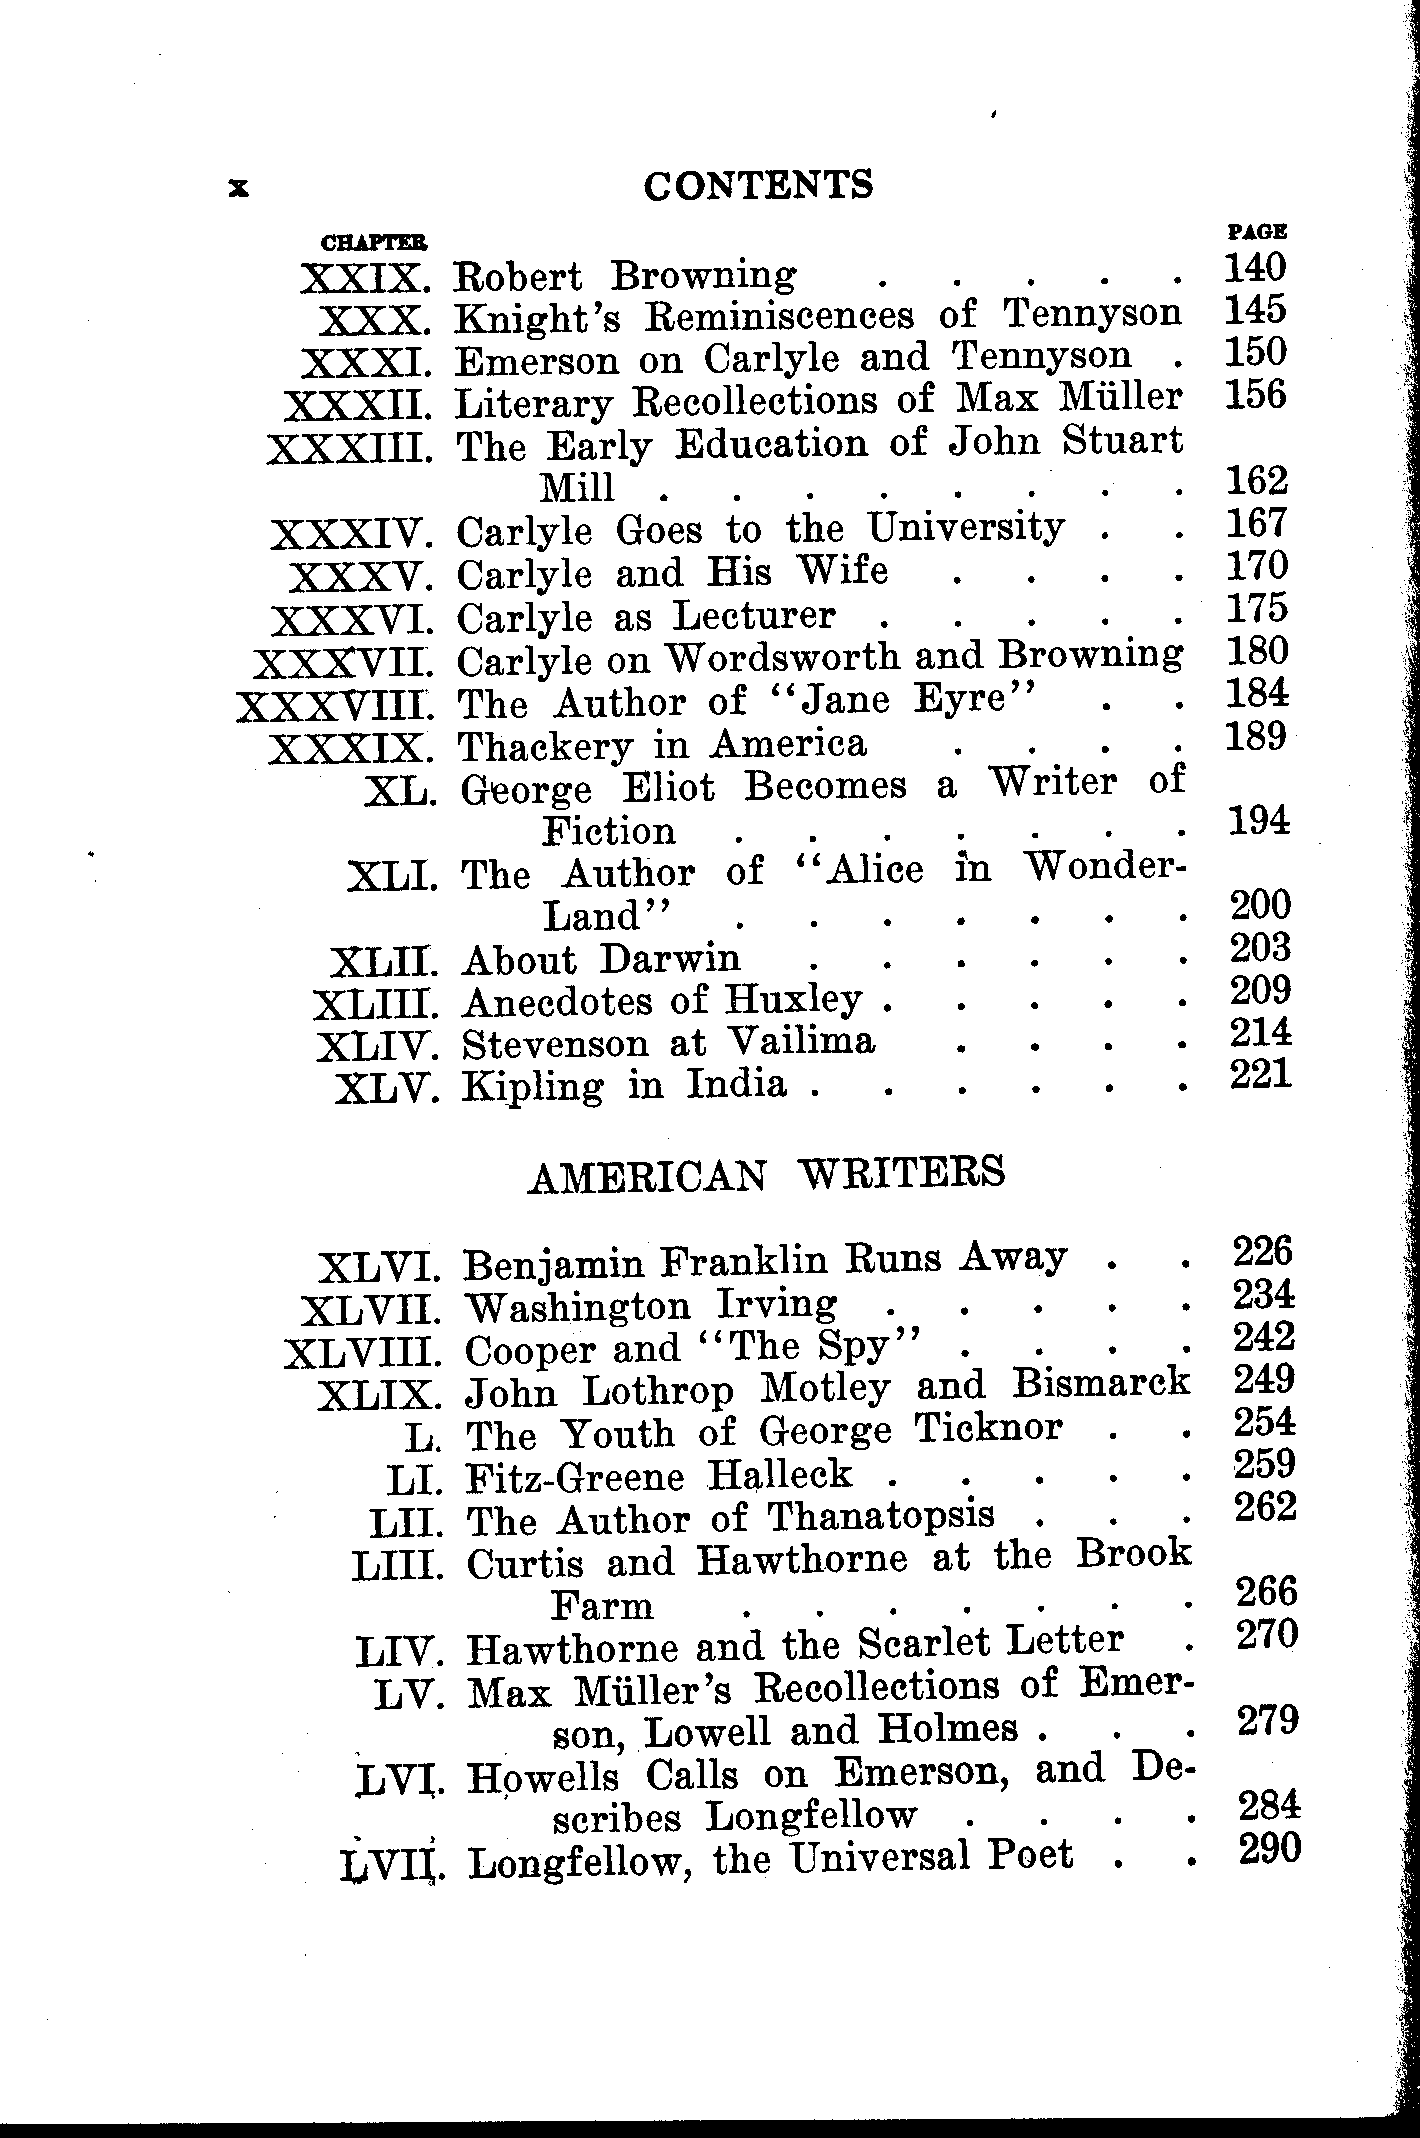 x CONTENTS
CHAPTER PAGE
XXIX. Robert Browning . . . . . 140
XXX. Knight's Reminiscences of Tennyson 145
XXXI. Emerson on Carlyle and Tennyson . 150
XXXII. Literary Recollections of Max Müller 156
XXXIII. The Early Education of John Stuart
Mill . . . . . . . . 162
XXXIV. Carlyle Goes to the University . . 167
XXXV. Carlyle and His Wife . . . . 170
XXXVI. Carlyle as Lecturer . . . . . 175
XXXVII. Carlyle on Wordsworth and Browning 180
XXXVIII. The Author of "Jane Eyre" . . 184
XXXIX. Thackery in America . . . . 189
XL. George Eliot Becomes a Writer of
Fiction . . . . . . . 194
XLI. The Author of "Alice in Wonder-
Land" . . . . . . . 200
XLII. About Darwin . . . . . . 203
XLIII. Anecdotes of Huxley . . . . . 209
XLIV. Stevenson at Vailima . . . . 214
XLV. Kipling in India . . . . . . 221
AMERICAN WRITERS
XLVI. Benjamin Franklin Runs Away . . 226
XLVII. Washington Irving . . . . . 234
XLVIII. Cooper and "The Spy" . . . . 242
XLIX. John Lothrop Motley and Bismarck 249
L. The Youth of George Ticknor . . 254
LI. Fitz-Greene Halleck . . . . . 259
LII. The Author of Thanatopsis . . . 262
LIII. Curtis and Hawthorne at the Brook
Farm . . . . . . . 266
LIV. Hawthorne and the Scarlet Letter . 270
LV. Max Müller's Recollections of Emer-
son, Lowell and Holmes . . . 279
LVI. Howells Calls on Emerson, and De-
scribes Longfellow . . . . 284
LVII. Longfellow, the Universal Poet . . 290